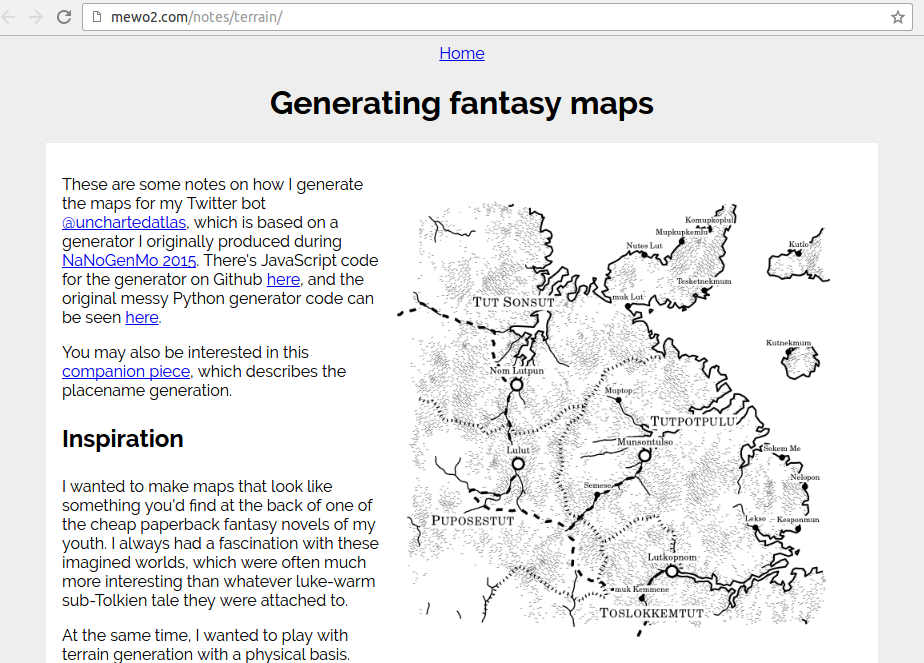 mewo2.com/notes/terrain/
Home
Generating fantasy maps
These are some notes on how I generate
the maps for my Twitter bot
@unchartedatlas, which is based on a
generator I originally produced during
NaNoGenMo 2015. There's JavaScript code
for the generator on Github here, and the
original messy Python generator code can
be seen here.
You may also be interested in this
companion piece, which describes the
placename generation.
Inspiration
I wanted to make maps that look like
something you'd find at the back of one of
the cheap paperback fantasy novels of my
youth. I always had a fascination with these
imagined worlds, which were often much
more interesting than whatever luke-warm
sub-Tolkien tale they were attached to.
At the same time, I wanted to play with
terrain generation with a physical basis.
Komupkoplul
Mupkupkemlu
Nutes Lut
Kutlo
Tesketnekmum
muk Lut
TUT SONSUT
Kutnekmum
Nom Lutpun
Muptop
TUTPOTPULU
Munsontulso
Lulut
Sokem Me
Nelopon
Semese
Lekso
Kesponmun
PUPOSESTUT
Lutkopnom
muk Kemmene
TOSLOKKEMTUT